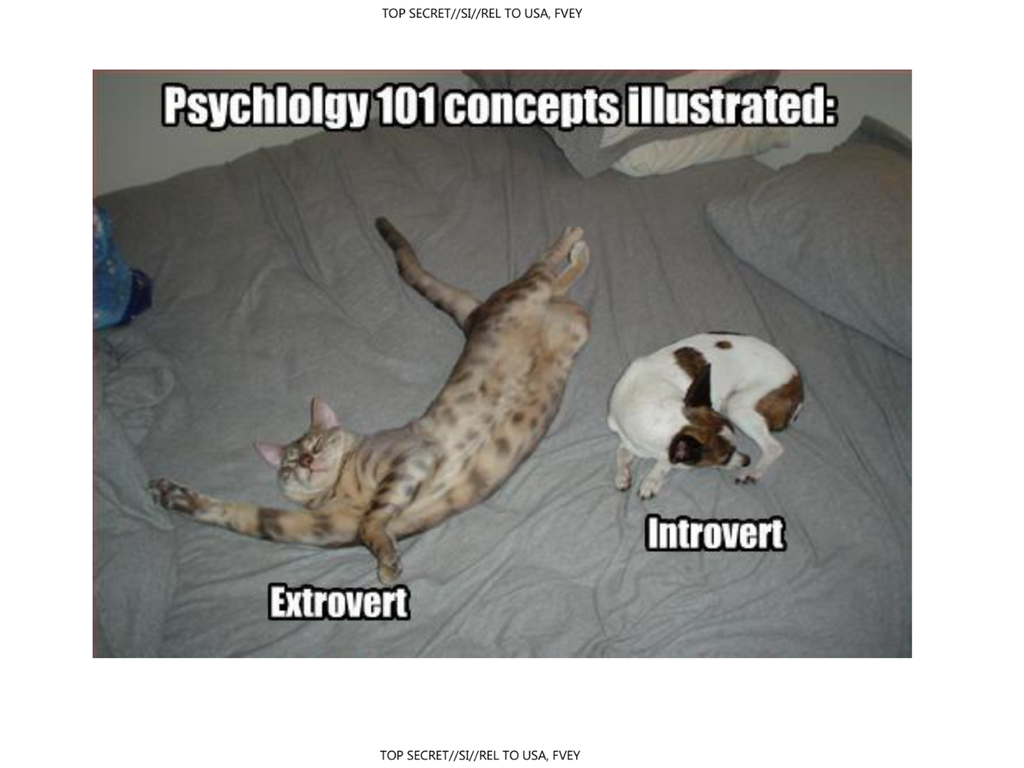 TOP SECRET//SI//REL TO USA, FVEY
Psychlolgy 101 concepts illustrated:
Introvert
Extrovert
TOP SECRET//SI//REL TO USA, FVEY